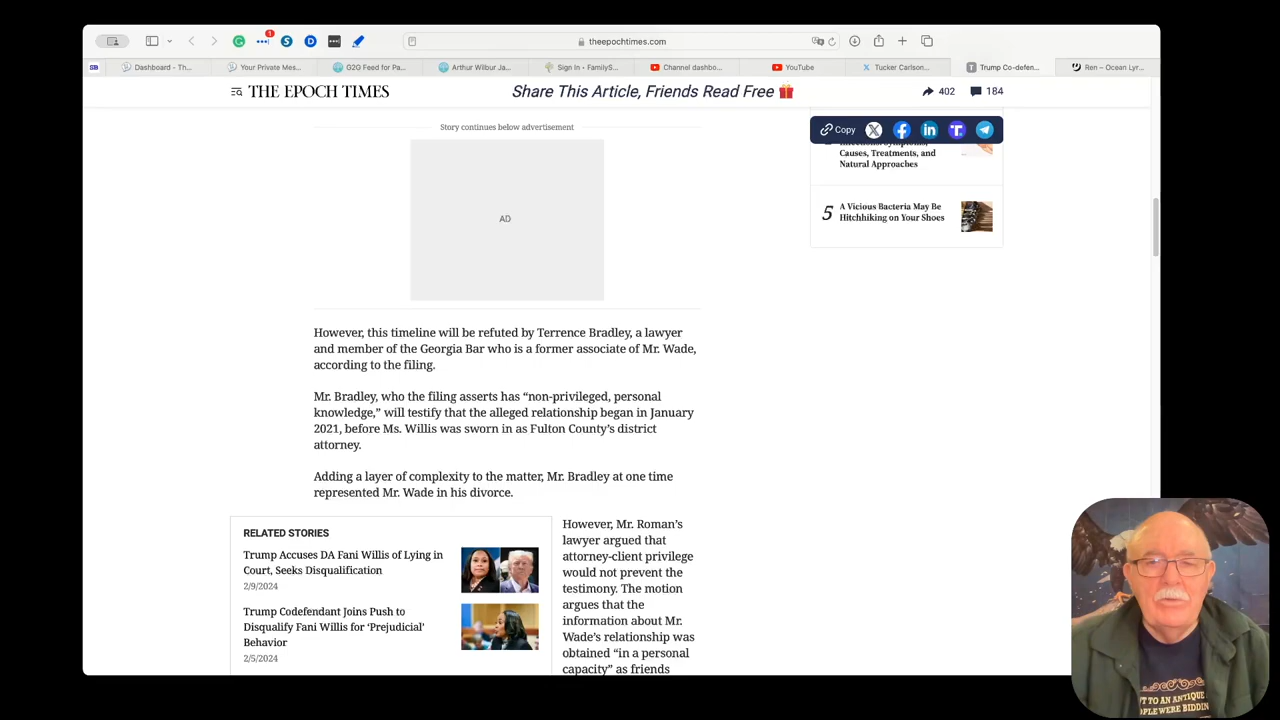 theepochtimes.com
1
SB
Dashboard - Th...
Your Private Mes...
G2G Feed for Pa...
Arthur Wilbur Ja...
Sign In • FamilyS...
Channel dashbo...
YouTube
Tucker Carlson...
Trump Co-defen...
Ren – Ocean Lyr...
THE EPOCH TIMES
Share This Article, Friends Read Free
402
184
Story continues below advertisement
AD
Copy
Causes, Treatments, and
Natural Approaches
5
A Vicious Bacteria May Be
Hitchhiking on Your Shoes
However, this timeline will be refuted by Terrence Bradley, a lawyer
and member of the Georgia Bar who is a former associate of Mr. Wade,
according to the filing.
Mr. Bradley, who the filing asserts has “non-privileged, personal
knowledge,” will testify that the alleged relationship began in January
2021, before Ms. Willis was sworn in as Fulton County’s district
attorney.
Adding a layer of complexity to the matter, Mr. Bradley at one time
represented Mr. Wade in his divorce.
RELATED STORIES
Trump Accuses DA Fani Willis of Lying in
Court, Seeks Disqualification
2/9/2024
Trump Codefendant Joins Push to
Disqualify Fani Willis for ‘Prejudicial’
Behavior
2/5/2024
However, Mr. Roman’s
lawyer argued that
attorney-client privilege
would not prevent the
testimony. The motion
argues that the
information about Mr.
Wade’s relationship was
obtained “in a personal
capacity” as friends
TO AN ANTIQUE
WERE BIDDIN